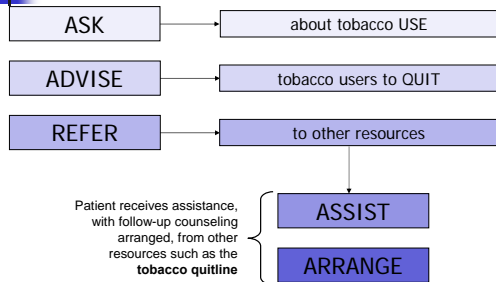 ASK
about tobacco USE
ADVISE
tobacco users to QUIT
REFER
to other resources
Patient receives assistance,
with follow-up counseling
arranged, from other
resources such as the
tobacco quitline
ASSIST
ARRANGE